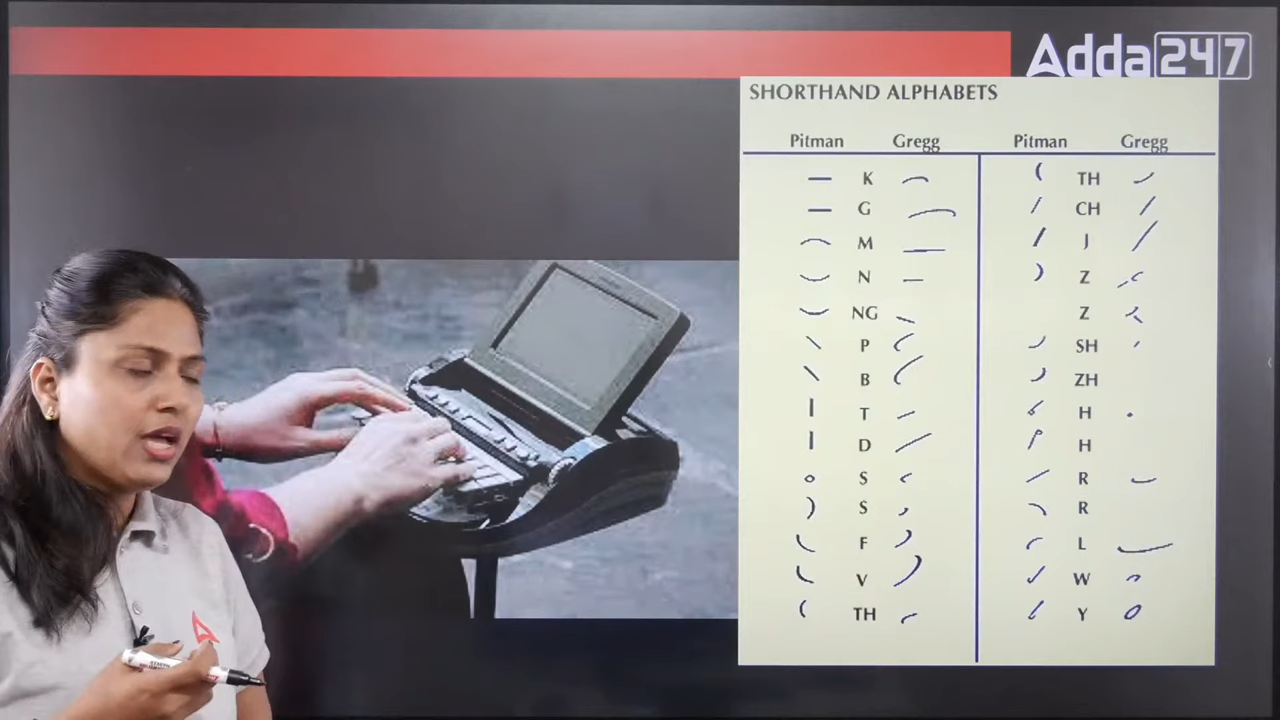 Adda247
SHORTHAND ALPHABETS
Pitman Gregg Pitman Gregg
K TH
G CH
M J
N Z
NG Z
P SH
B ZH
T H
D H
S R
S R
F L
V W
TH Y